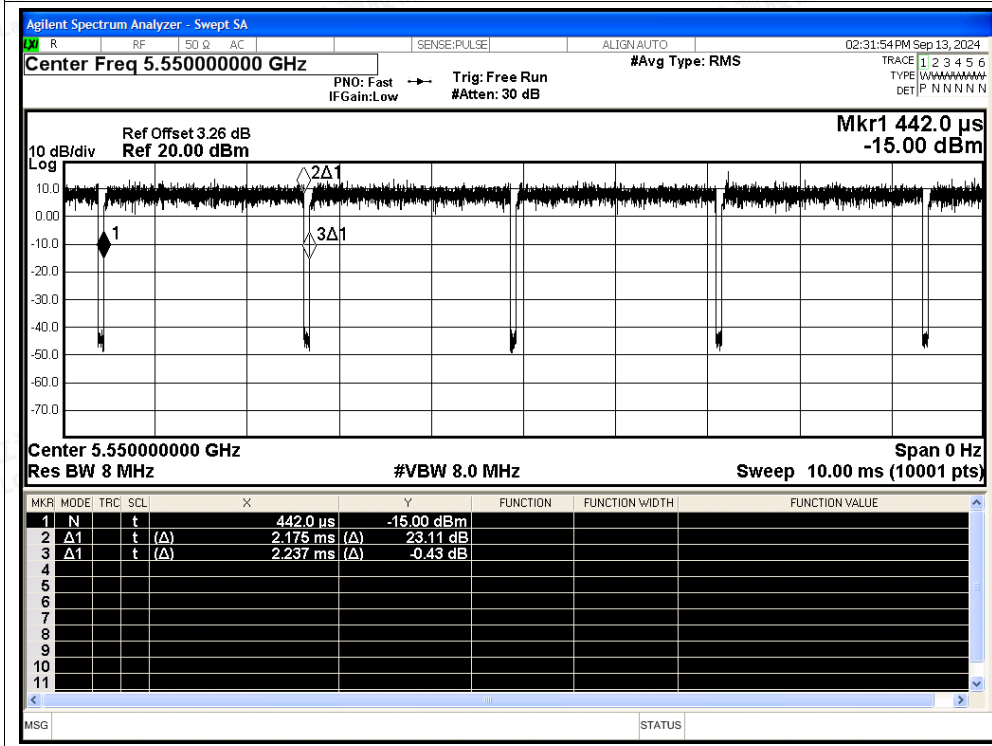 Agilent Spectrum Analyzer - Swept SA
LXI R RF 50 Ω AC SENSE:PULSE ALIGN AUTO 02:31:54 PM Sep 13, 2024
Center Freq 5.550000000 GHz #Avg Type: RMS TRACE 1 2 3 4 5 6
PNO: Fast Trig: Free Run TYPE W
IFGain:Low #Atten: 30 dB DET P N N N N N
Mkr1 442.0 µs
Ref Offset 3.26 dB
10 dB/div Ref 20.00 dBm -15.00 dBm
Log
2Δ1
10.0
0.00
1 3Δ1
-10.0
-20.0
-30.0
-40.0
-50.0
-60.0
-70.0
Center 5.550000000 GHz Span 0 Hz
Res BW 8 MHz #VBW 8.0 MHz Sweep 10.00 ms (10001 pts)
MKR MODE TRC SCL X Y FUNCTION FUNCTION WIDTH FUNCTION VALUE
1 N t 442.0 µs -15.00 dBm
2 Δ1 t (Δ) 2.175 ms (Δ) 23.11 dB
3 Δ1 t (Δ) 2.237 ms (Δ) -0.43 dB
4
5
6
7
8
9
10
11
MSG STATUS